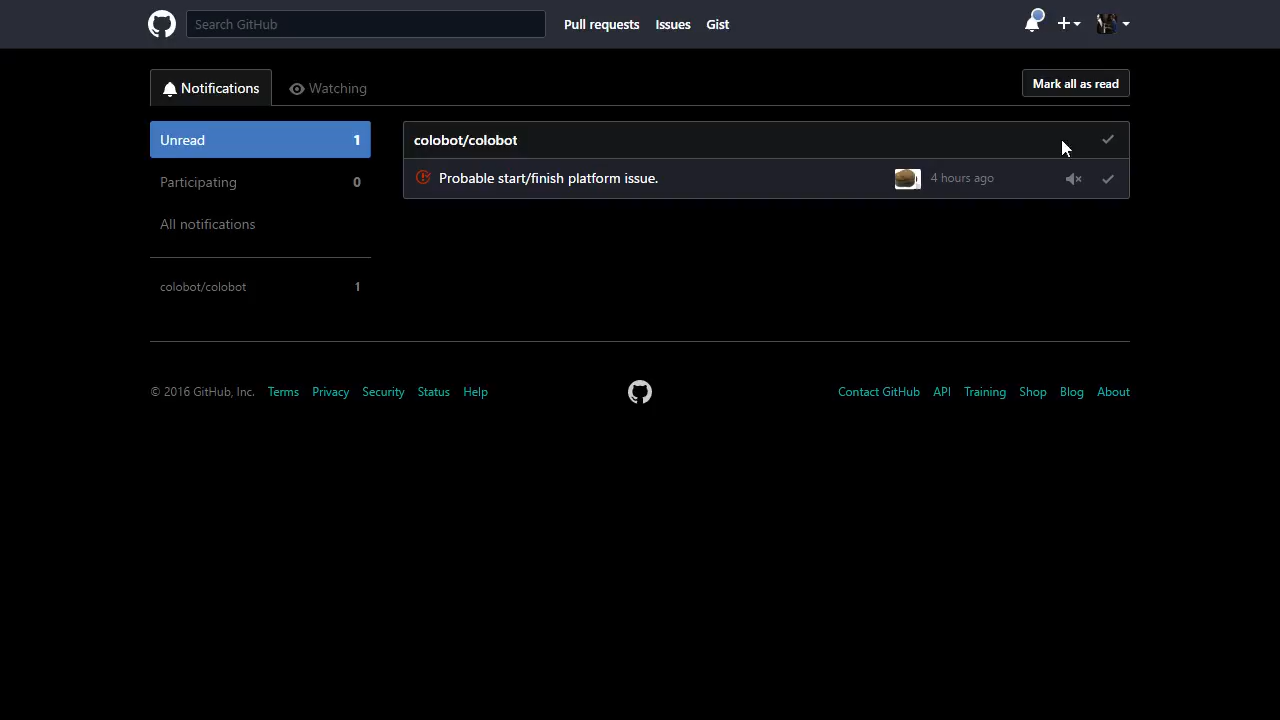 Search GitHub Pull requests Issues Gist
Notifications Watching Mark all as read
Unread 1
Participating 0
All notifications
colobot/colobot 1
colobot/colobot
Probable start/finish platform issue. 4 hours ago
© 2016 GitHub, Inc. Terms Privacy Security Status Help Contact GitHub API Training Shop Blog About